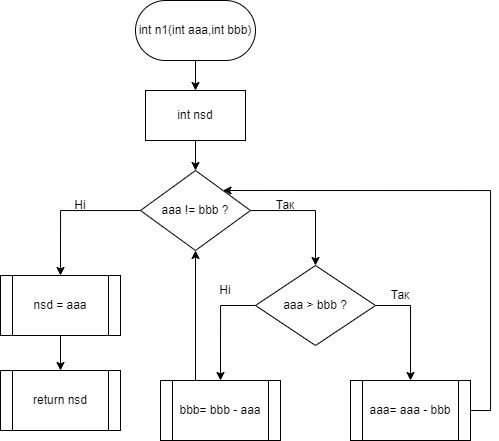 int n1(int aaa,int bbb)
int nsd
aaa != bbb ?
Ні
Так
nsd = aaa
aaa > bbb ?
Ні
Так
return nsd
bbb= bbb - aaa
aaa= aaa - bbb